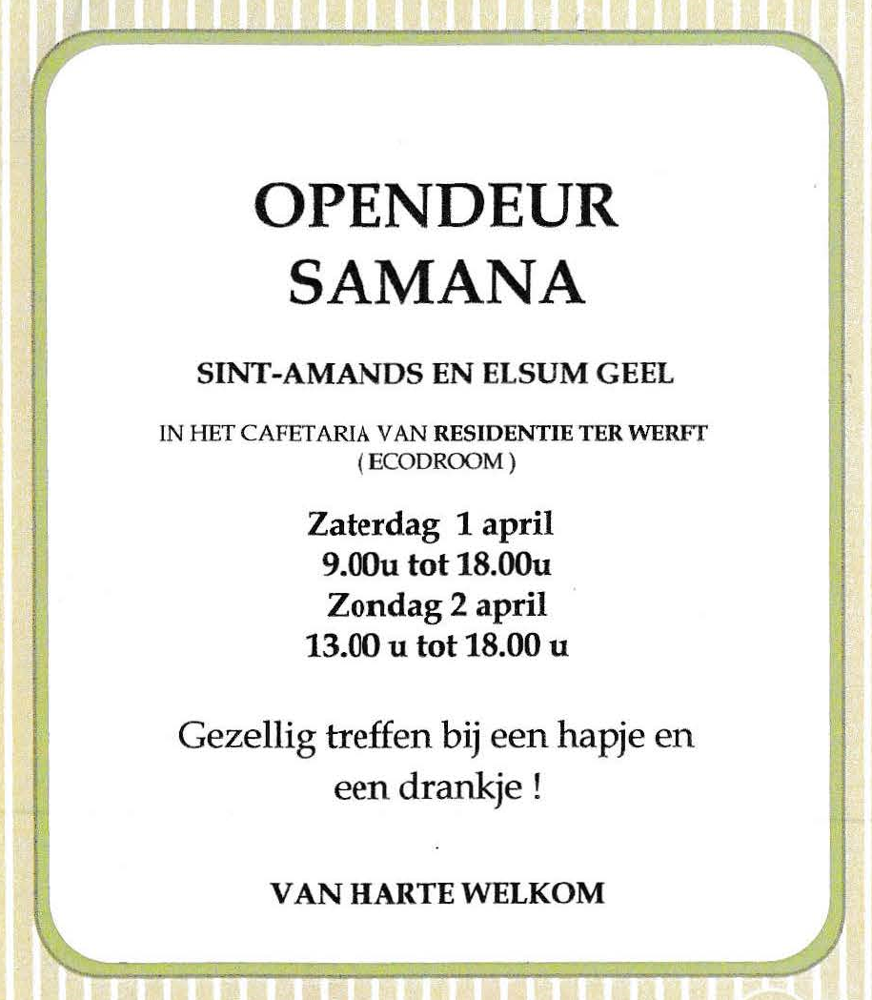 OPENDEUR
SAMANA
SINT-AMANDS EN ELSUM GEEL
IN HET CAFETARIA VAN RESIDENTIE TER WERFT
( ECODROOM )
Zaterdag 1 april
9.00u tot 18.00u
Zondag 2 april
13.00 u tot 18.00 u
Gezellig treffen bij een hapje en
een drankje !
VAN HARTE WELKOM